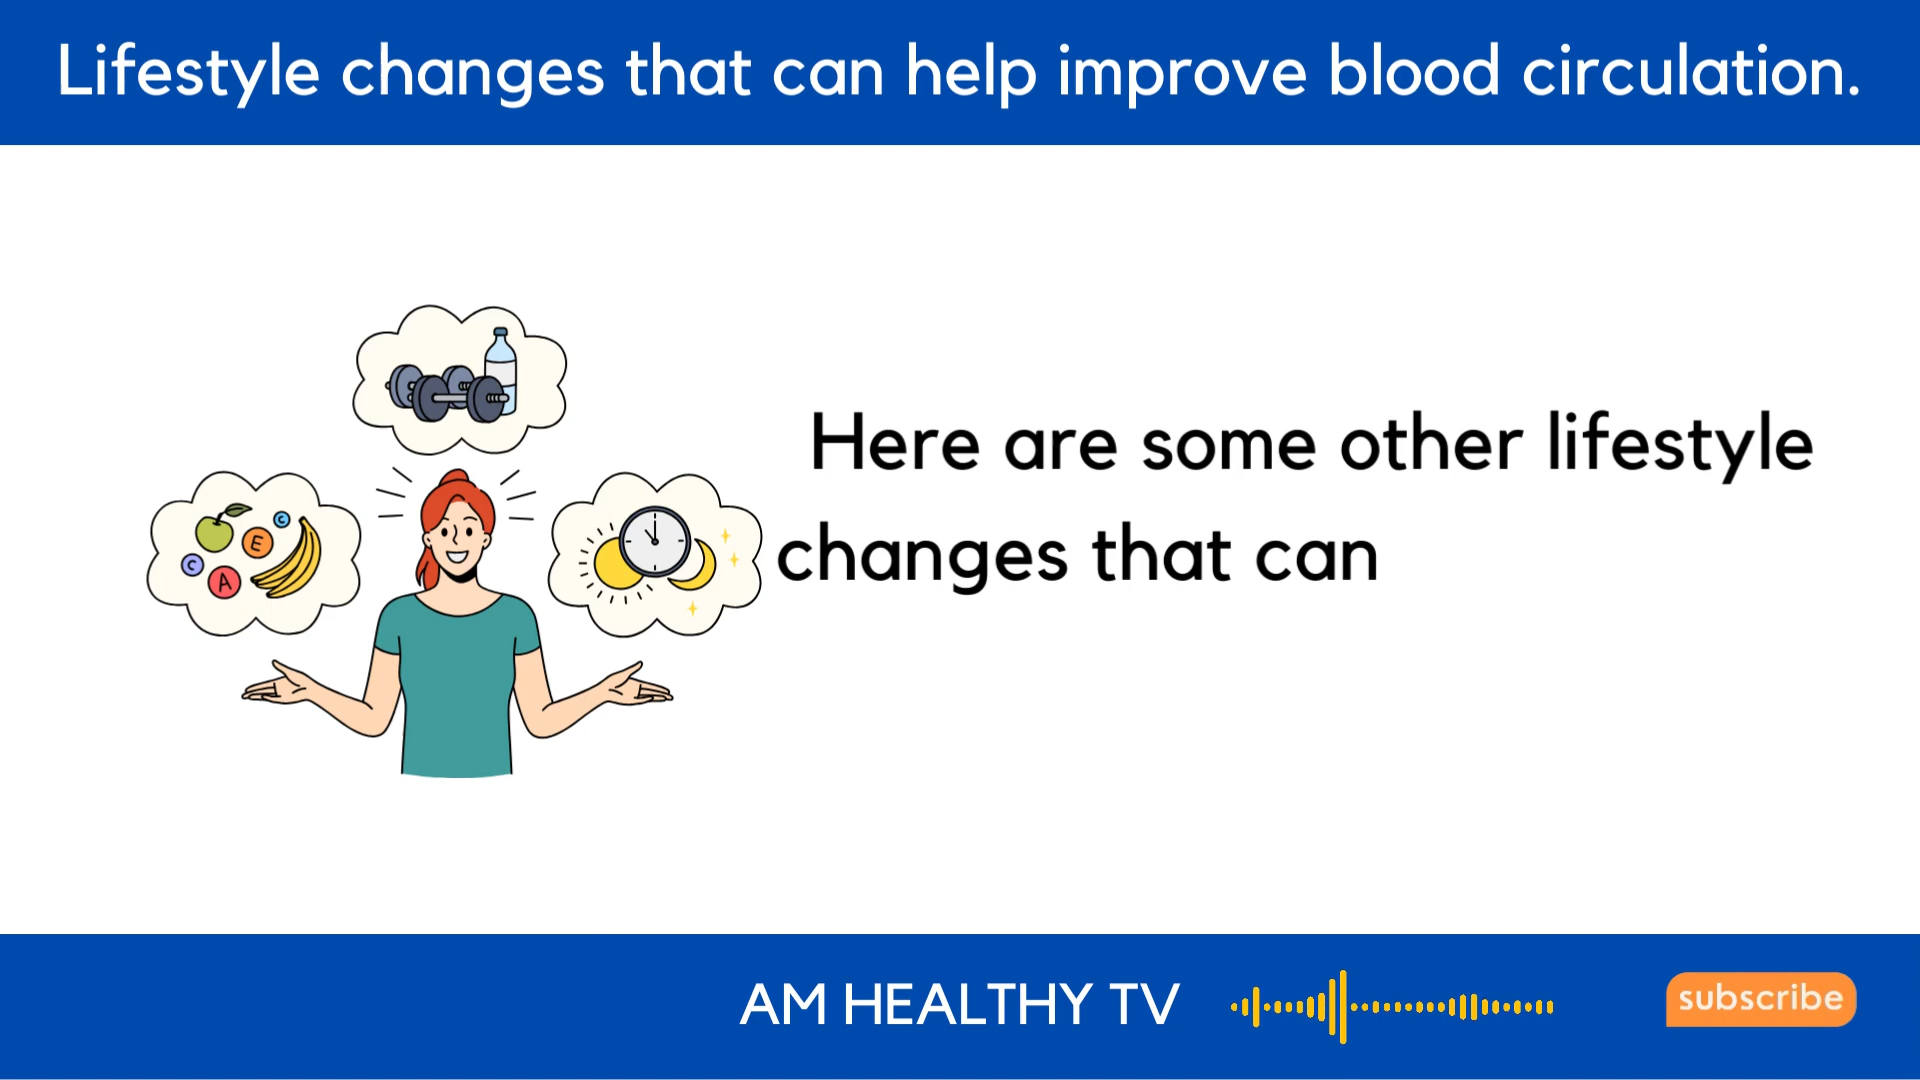 Lifestyle changes that can help improve blood circulation.
Here are some other lifestyle
changes that can
C
E
C
A
AM HEALTHY TV
subscribe